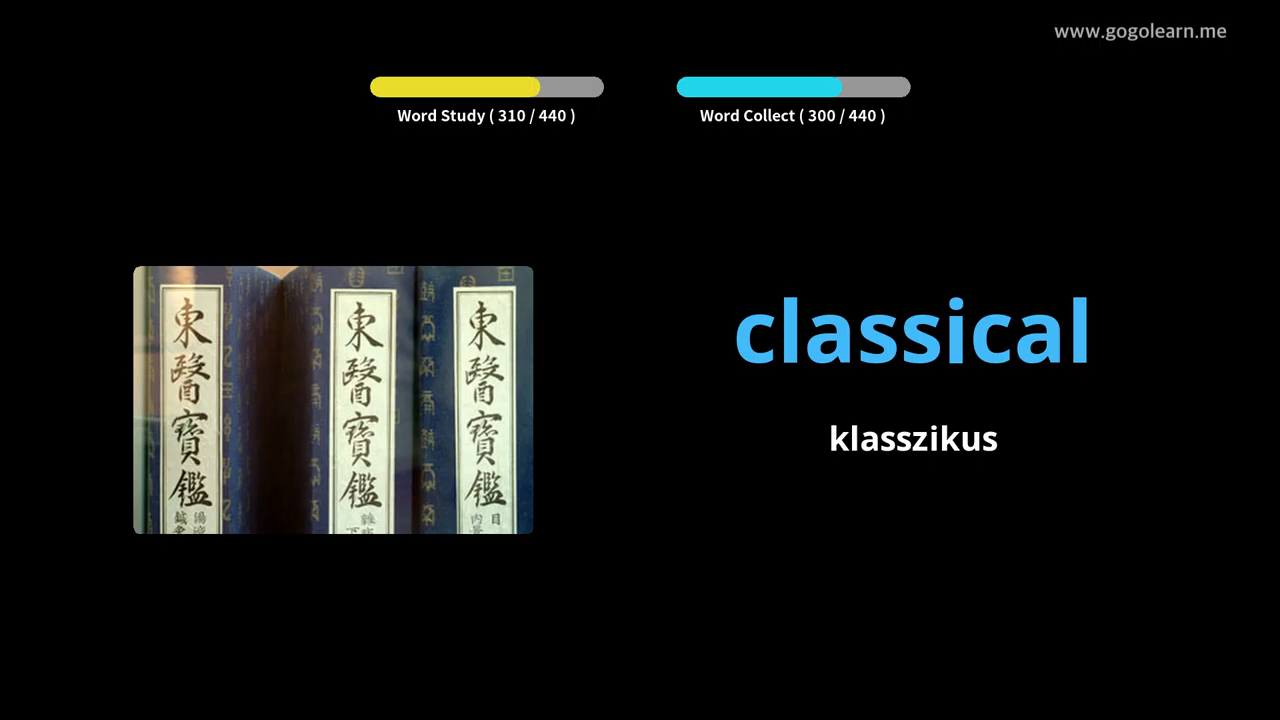 www.gogolearn.me
Word Study ( 310 / 440 )
Word Collect ( 300 / 440 )
東醫寶鑑
東醫寶鑑
東醫寶鑑
classical
klasszikus